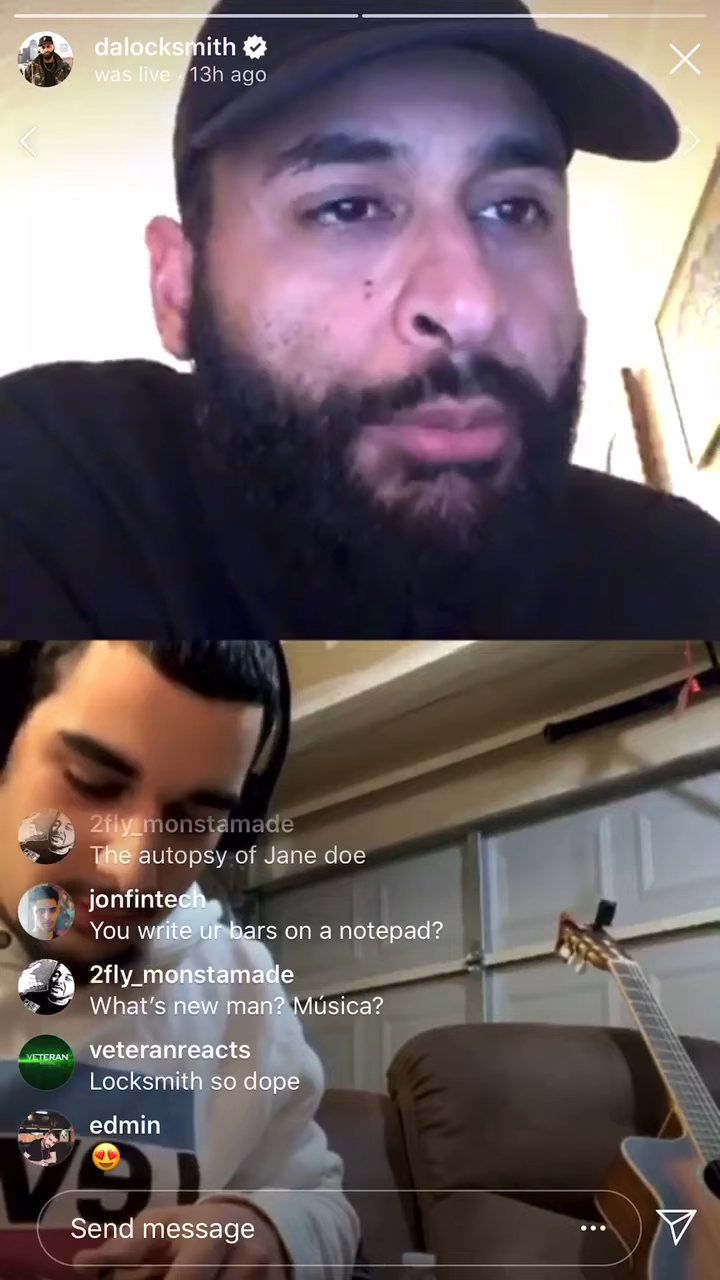 dalocksmith
was live · 13h ago
2fly_monstamade
The autopsy of Jane doe
jonfintech
You write ur bars on a notepad?
2fly_monstamade
What's new man? Música?
VETERAN
veteranreacts
Locksmith so dope
edmin
😍
Send message